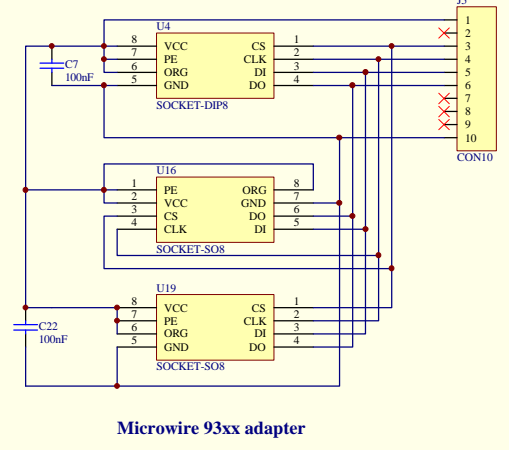 J3
U4
8 VCC CS 1
7 PE CLK 2
6 ORG DI 3
5 GND DO 4
SOCKET-DIP8
C7
100nF
1
2
3
4
5
6
7
8
9
10
CON10
U16
1 PE ORG 8
2 VCC GND 7
3 CS DO 6
4 CLK DI 5
SOCKET-SO8
U19
8 VCC CS 1
7 PE CLK 2
6 ORG DI 3
5 GND DO 4
SOCKET-SO8
C22
100nF
Microwire 93xx adapter